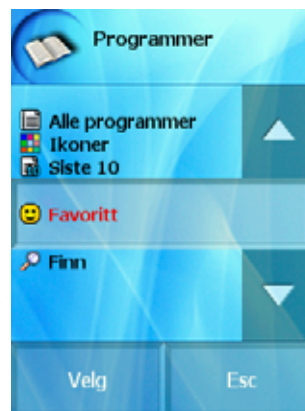 Programmer
Alle programmer
Ikoner
Siste 10
Favoritt
Finn
Velg Esc